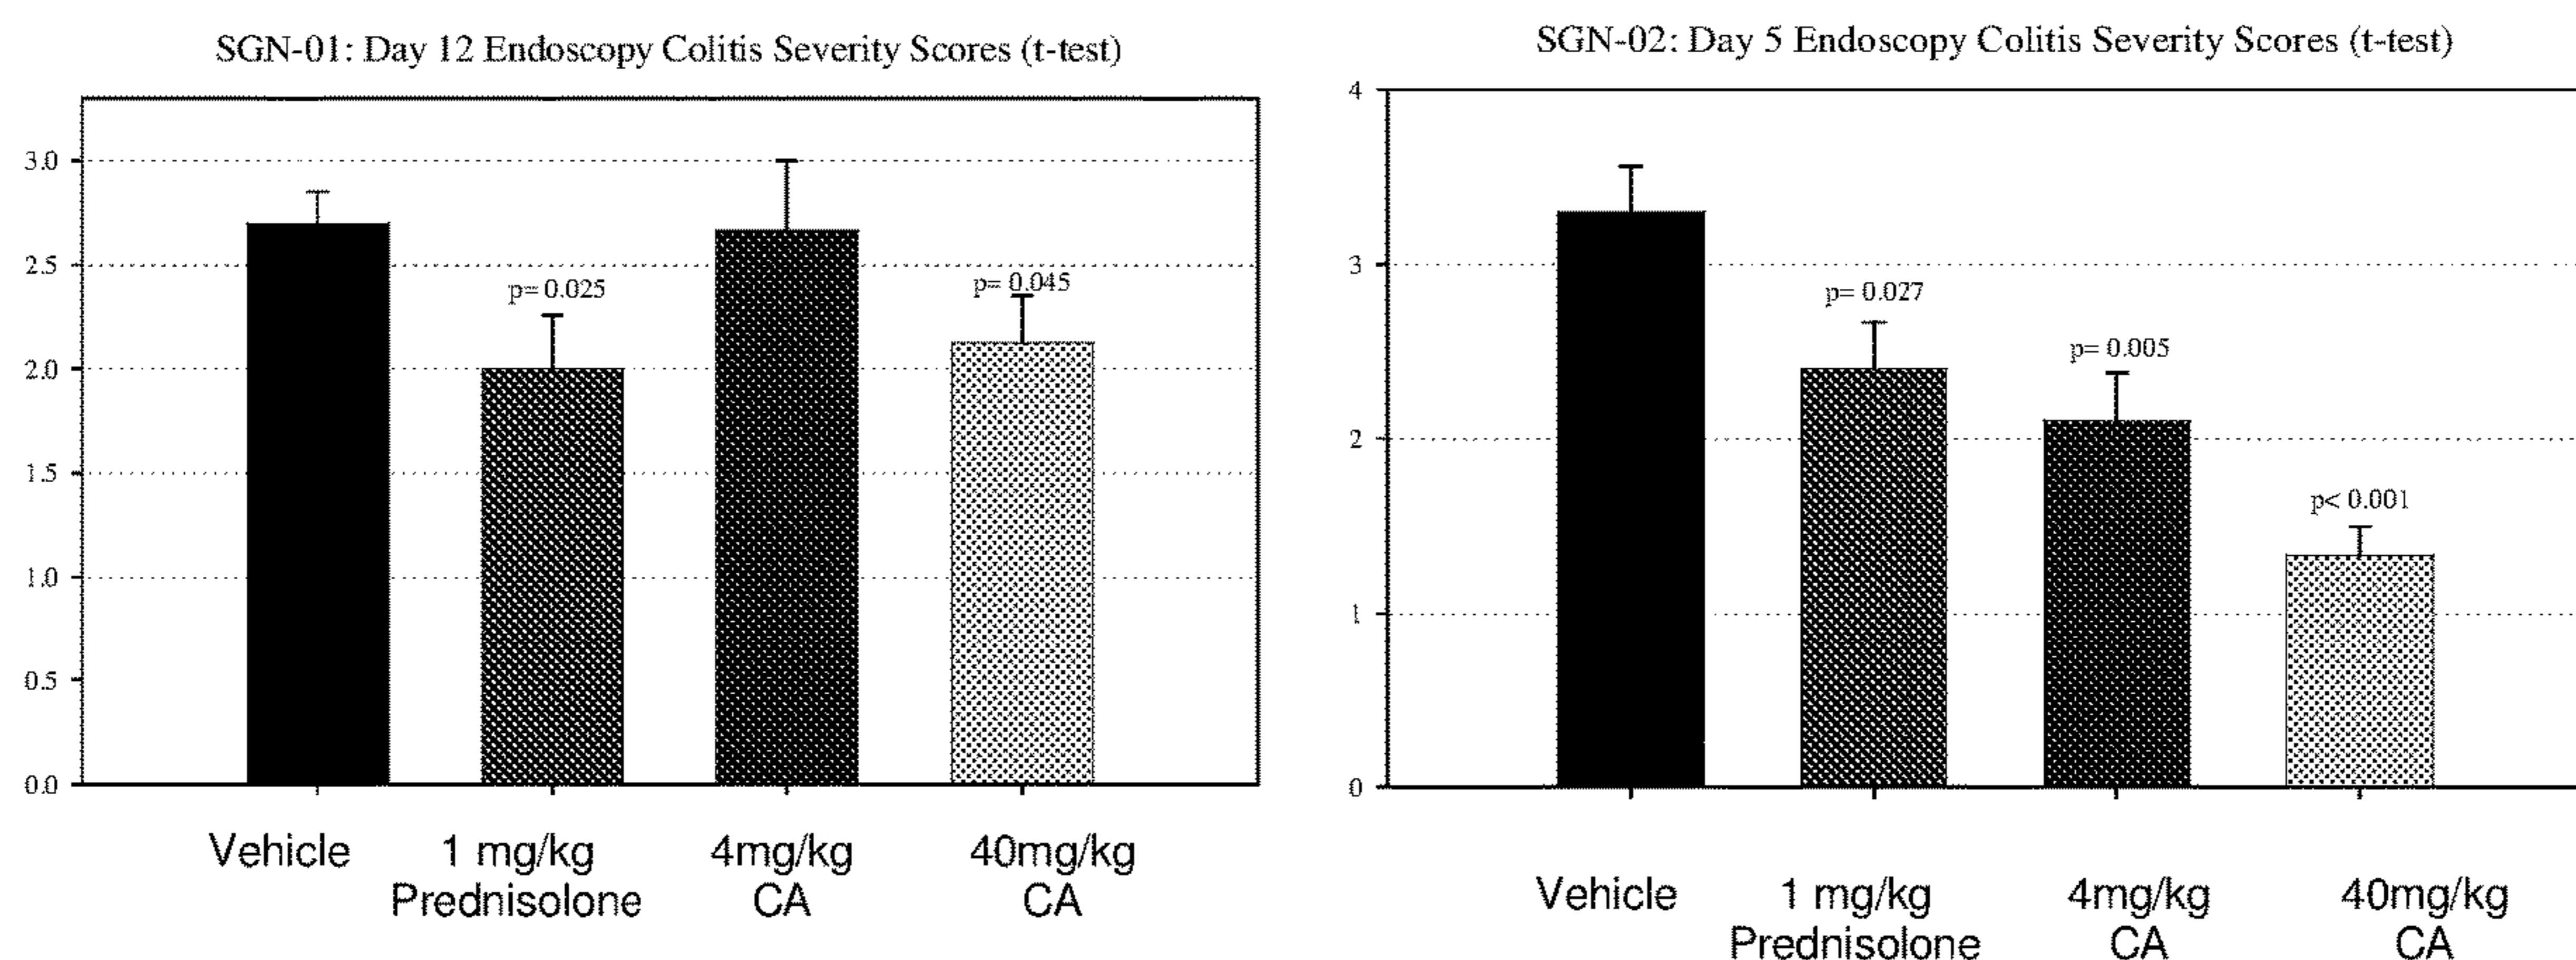 SGN-01: Day 12 Endoscopy Colitis Severity Scores (t-test)
3.0
2.5
2.0
1.5
1.0
0.5
0.0
p= 0.025
p= 0.045
Vehicle
1 mg/kg
Prednisolone
4mg/kg
CA
40mg/kg
CA
SGN-02: Day 5 Endoscopy Colitis Severity Scores (t-test)
4
3
2
1
0
p= 0.027
p= 0.005
p< 0.001
Vehicle
1 mg/kg
Prednisolone
4mg/kg
CA
40mg/kg
CA